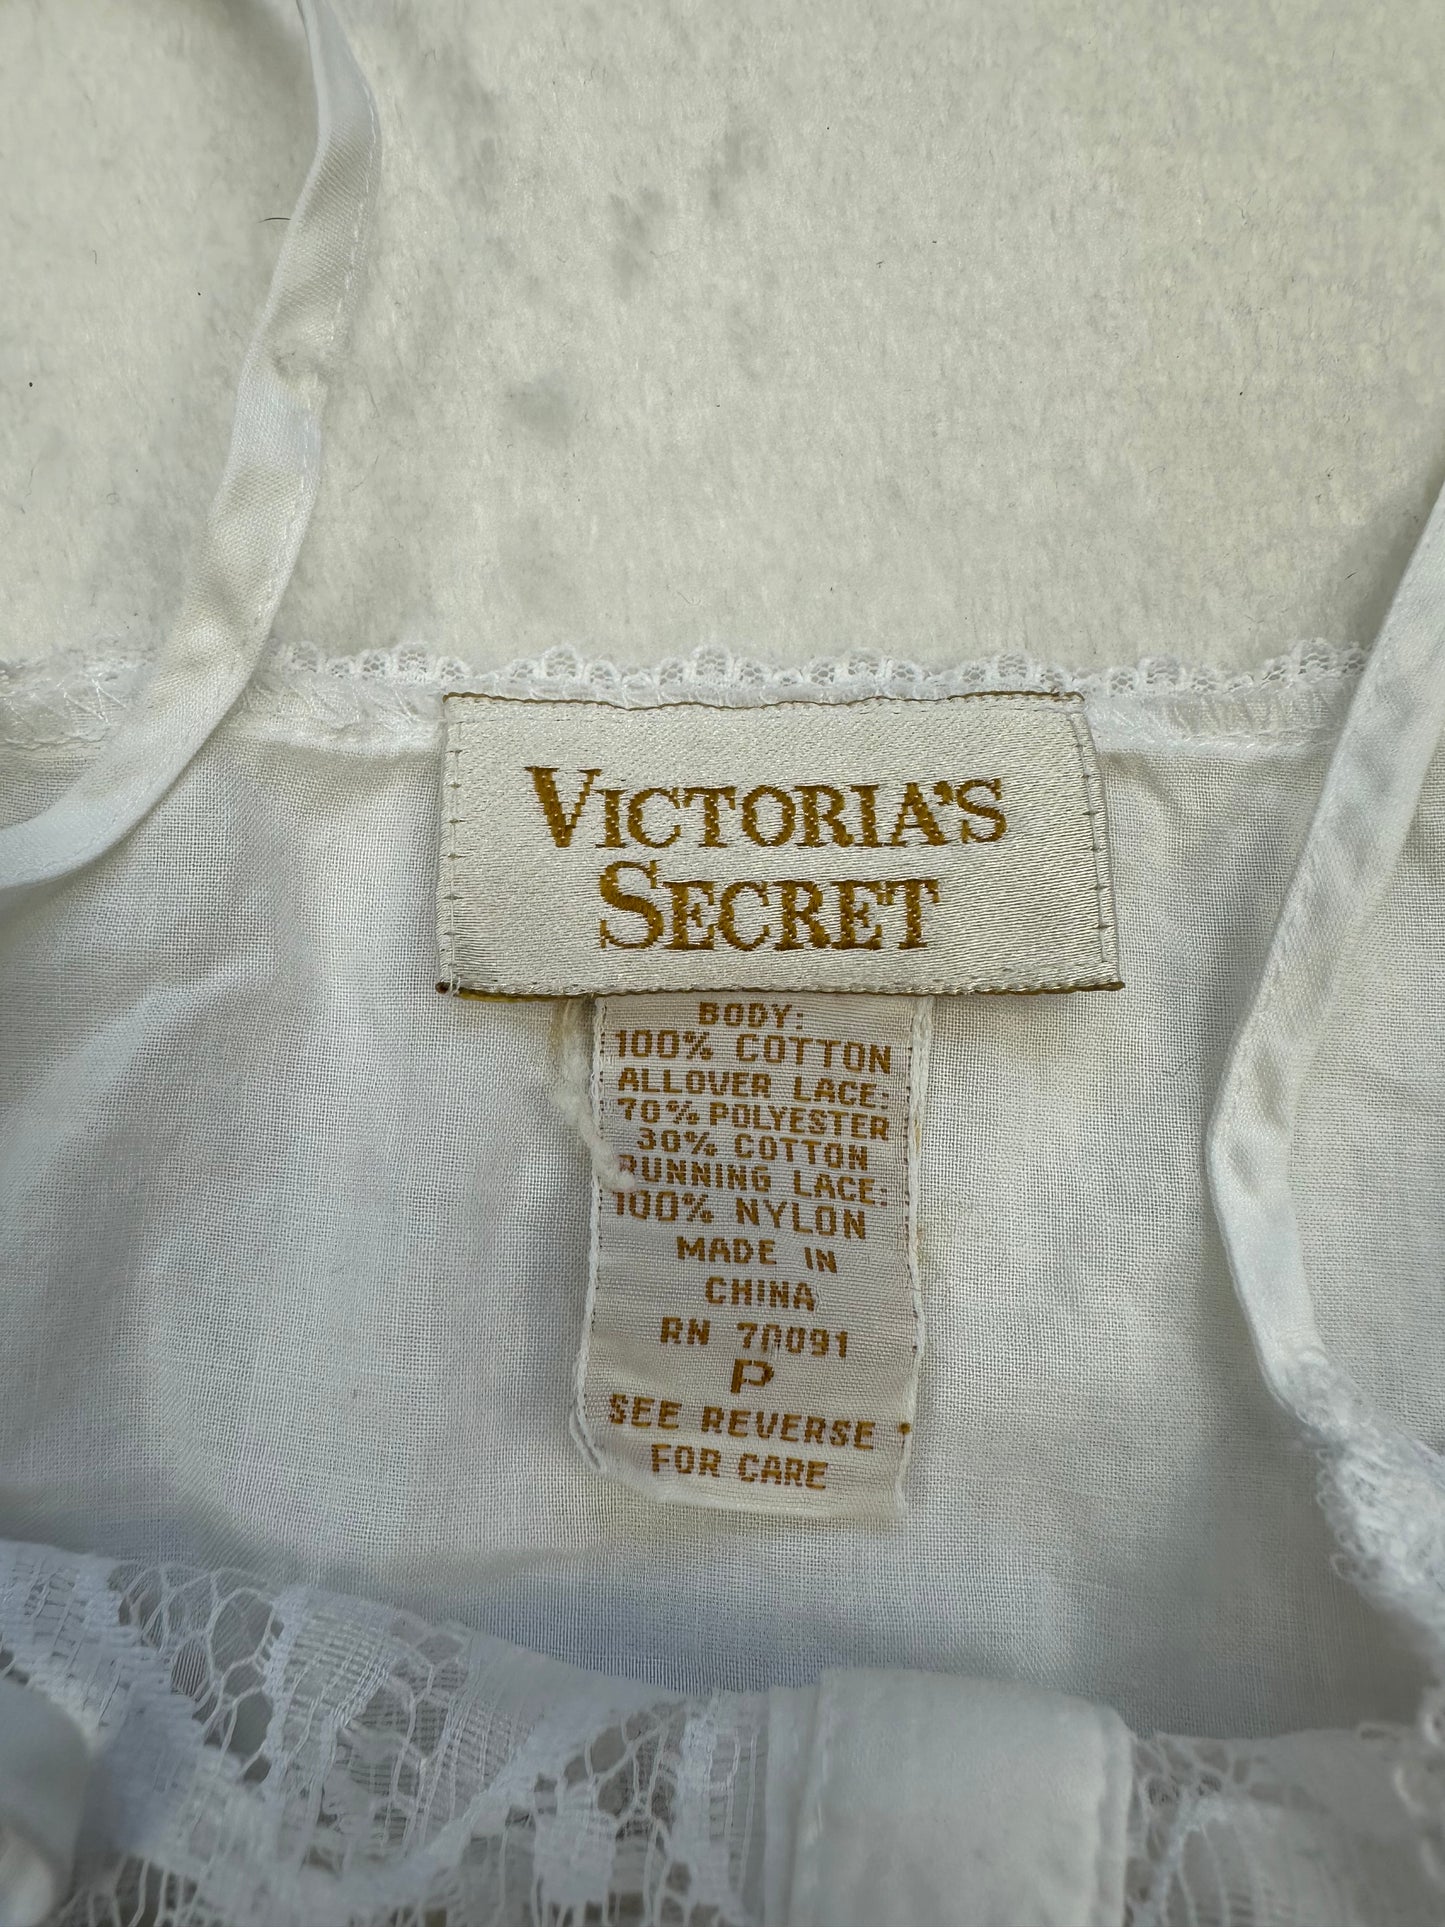 VICTORIA'S
SECRET
BODY:
100% COTTON
ALLOVER LACE:
70% POLYESTER
30% COTTON
RUNNING LACE:
100% NYLON
MADE IN
CHINA
RN 70091
P
SEE REVERSE
FOR CARE